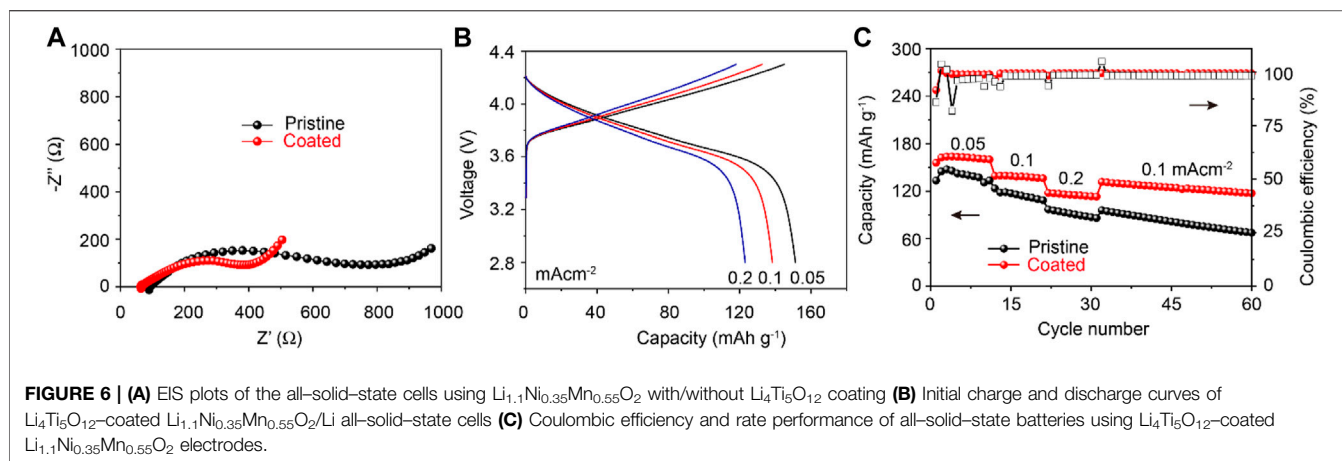 A
1000
800
600
400
200
0
-Z'' (Ω)
Pristine
Coated
0 200 400 600 800 1000
Z' (Ω)
B
4.4
4.0
3.6
3.2
2.8
Voltage (V)
mAcm-2
0.2 0.1 0.05
0 40 80 120 160
Capacity (mAh g-1)
C
300
240
180
120
60
0
Capacity (mAh g-1)
0.05
0.1
0.2
0.1 mAcm-2
Pristine
Coated
100
75
50
25
0
Coulombic efficiency (%)
0 15 30 45 60
Cycle number
FIGURE 6 | (A) EIS plots of the all–solid–state cells using Li1.1Ni0.35Mn0.55O2 with/without Li4Ti5O12 coating (B) Initial charge and discharge curves of
Li4Ti5O12–coated Li1.1Ni0.35Mn0.55O2/Li all–solid–state cells (C) Coulombic efficiency and rate performance of all–solid–state batteries using Li4Ti5O12–coated
Li1.1Ni0.35Mn0.55O2 electrodes.